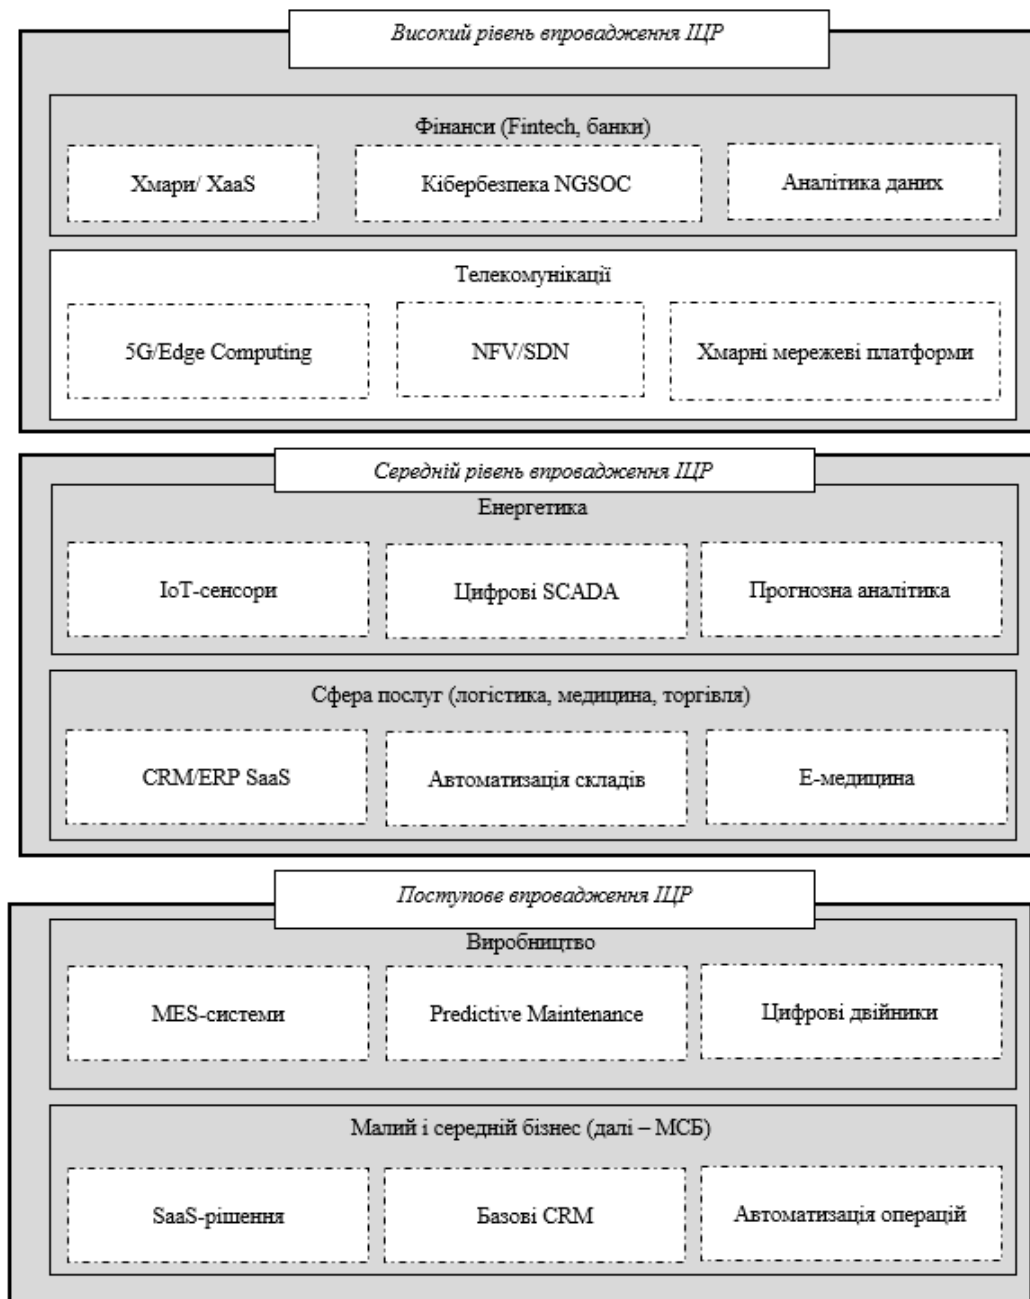 Високий рівень впровадження ІЦР
Фінанси (Fintech, банки)
Хмари/ XaaS
Кібербезпека NGSOC
Аналітика даних
Телекомунікації
5G/Edge Computing
NFV/SDN
Хмарні мережеві платформи
Середній рівень впровадження ІЦР
Енергетика
IoT-сенсори
Цифрові SCADA
Прогнозна аналітика
Сфера послуг (логістика, медицина, торгівля)
CRM/ERP SaaS
Автоматизація складів
Е-медицина
Поступове впровадження ІЦР
Виробництво
MES-системи
Predictive Maintenance
Цифрові двійники
Малий і середній бізнес (далі – МСБ)
SaaS-рішення
Базові CRM
Автоматизація операцій